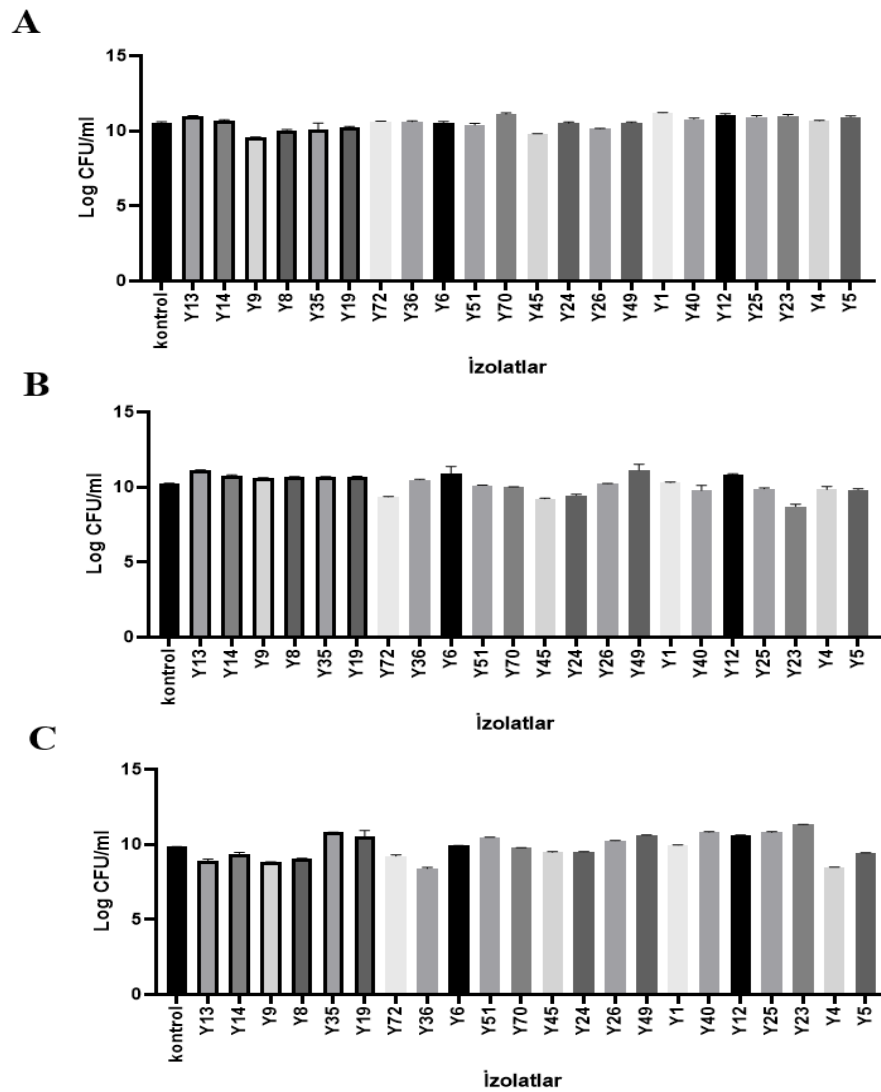 A
15
10
5
0
Log CFU/ml
kontrol Y13 Y14 Y9 Y8 Y35 Y19 Y72 Y36 Y6 Y51 Y70 Y45 Y24 Y26 Y49 Y1 Y40 Y12 Y25 Y23 Y4 Y5
İzolatlar
B
15
10
5
0
Log CFU/ml
kontrol Y13 Y14 Y9 Y8 Y35 Y19 Y72 Y36 Y6 Y51 Y70 Y45 Y24 Y26 Y49 Y1 Y40 Y12 Y25 Y23 Y4 Y5
İzolatlar
C
15
10
5
0
Log CFU/ml
kontrol Y13 Y14 Y9 Y8 Y35 Y19 Y72 Y36 Y6 Y51 Y70 Y45 Y24 Y26 Y49 Y1 Y40 Y12 Y25 Y23 Y4 Y5
İzolatlar